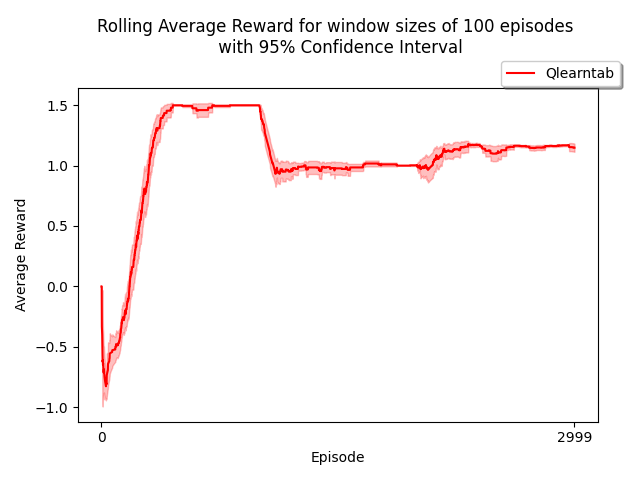 Rolling Average Reward for window sizes of 100 episodes
with 95% Confidence Interval
Qlearntab
1.5
1.0
0.5
0.0
−0.5
−1.0
Average Reward
0
2999
Episode